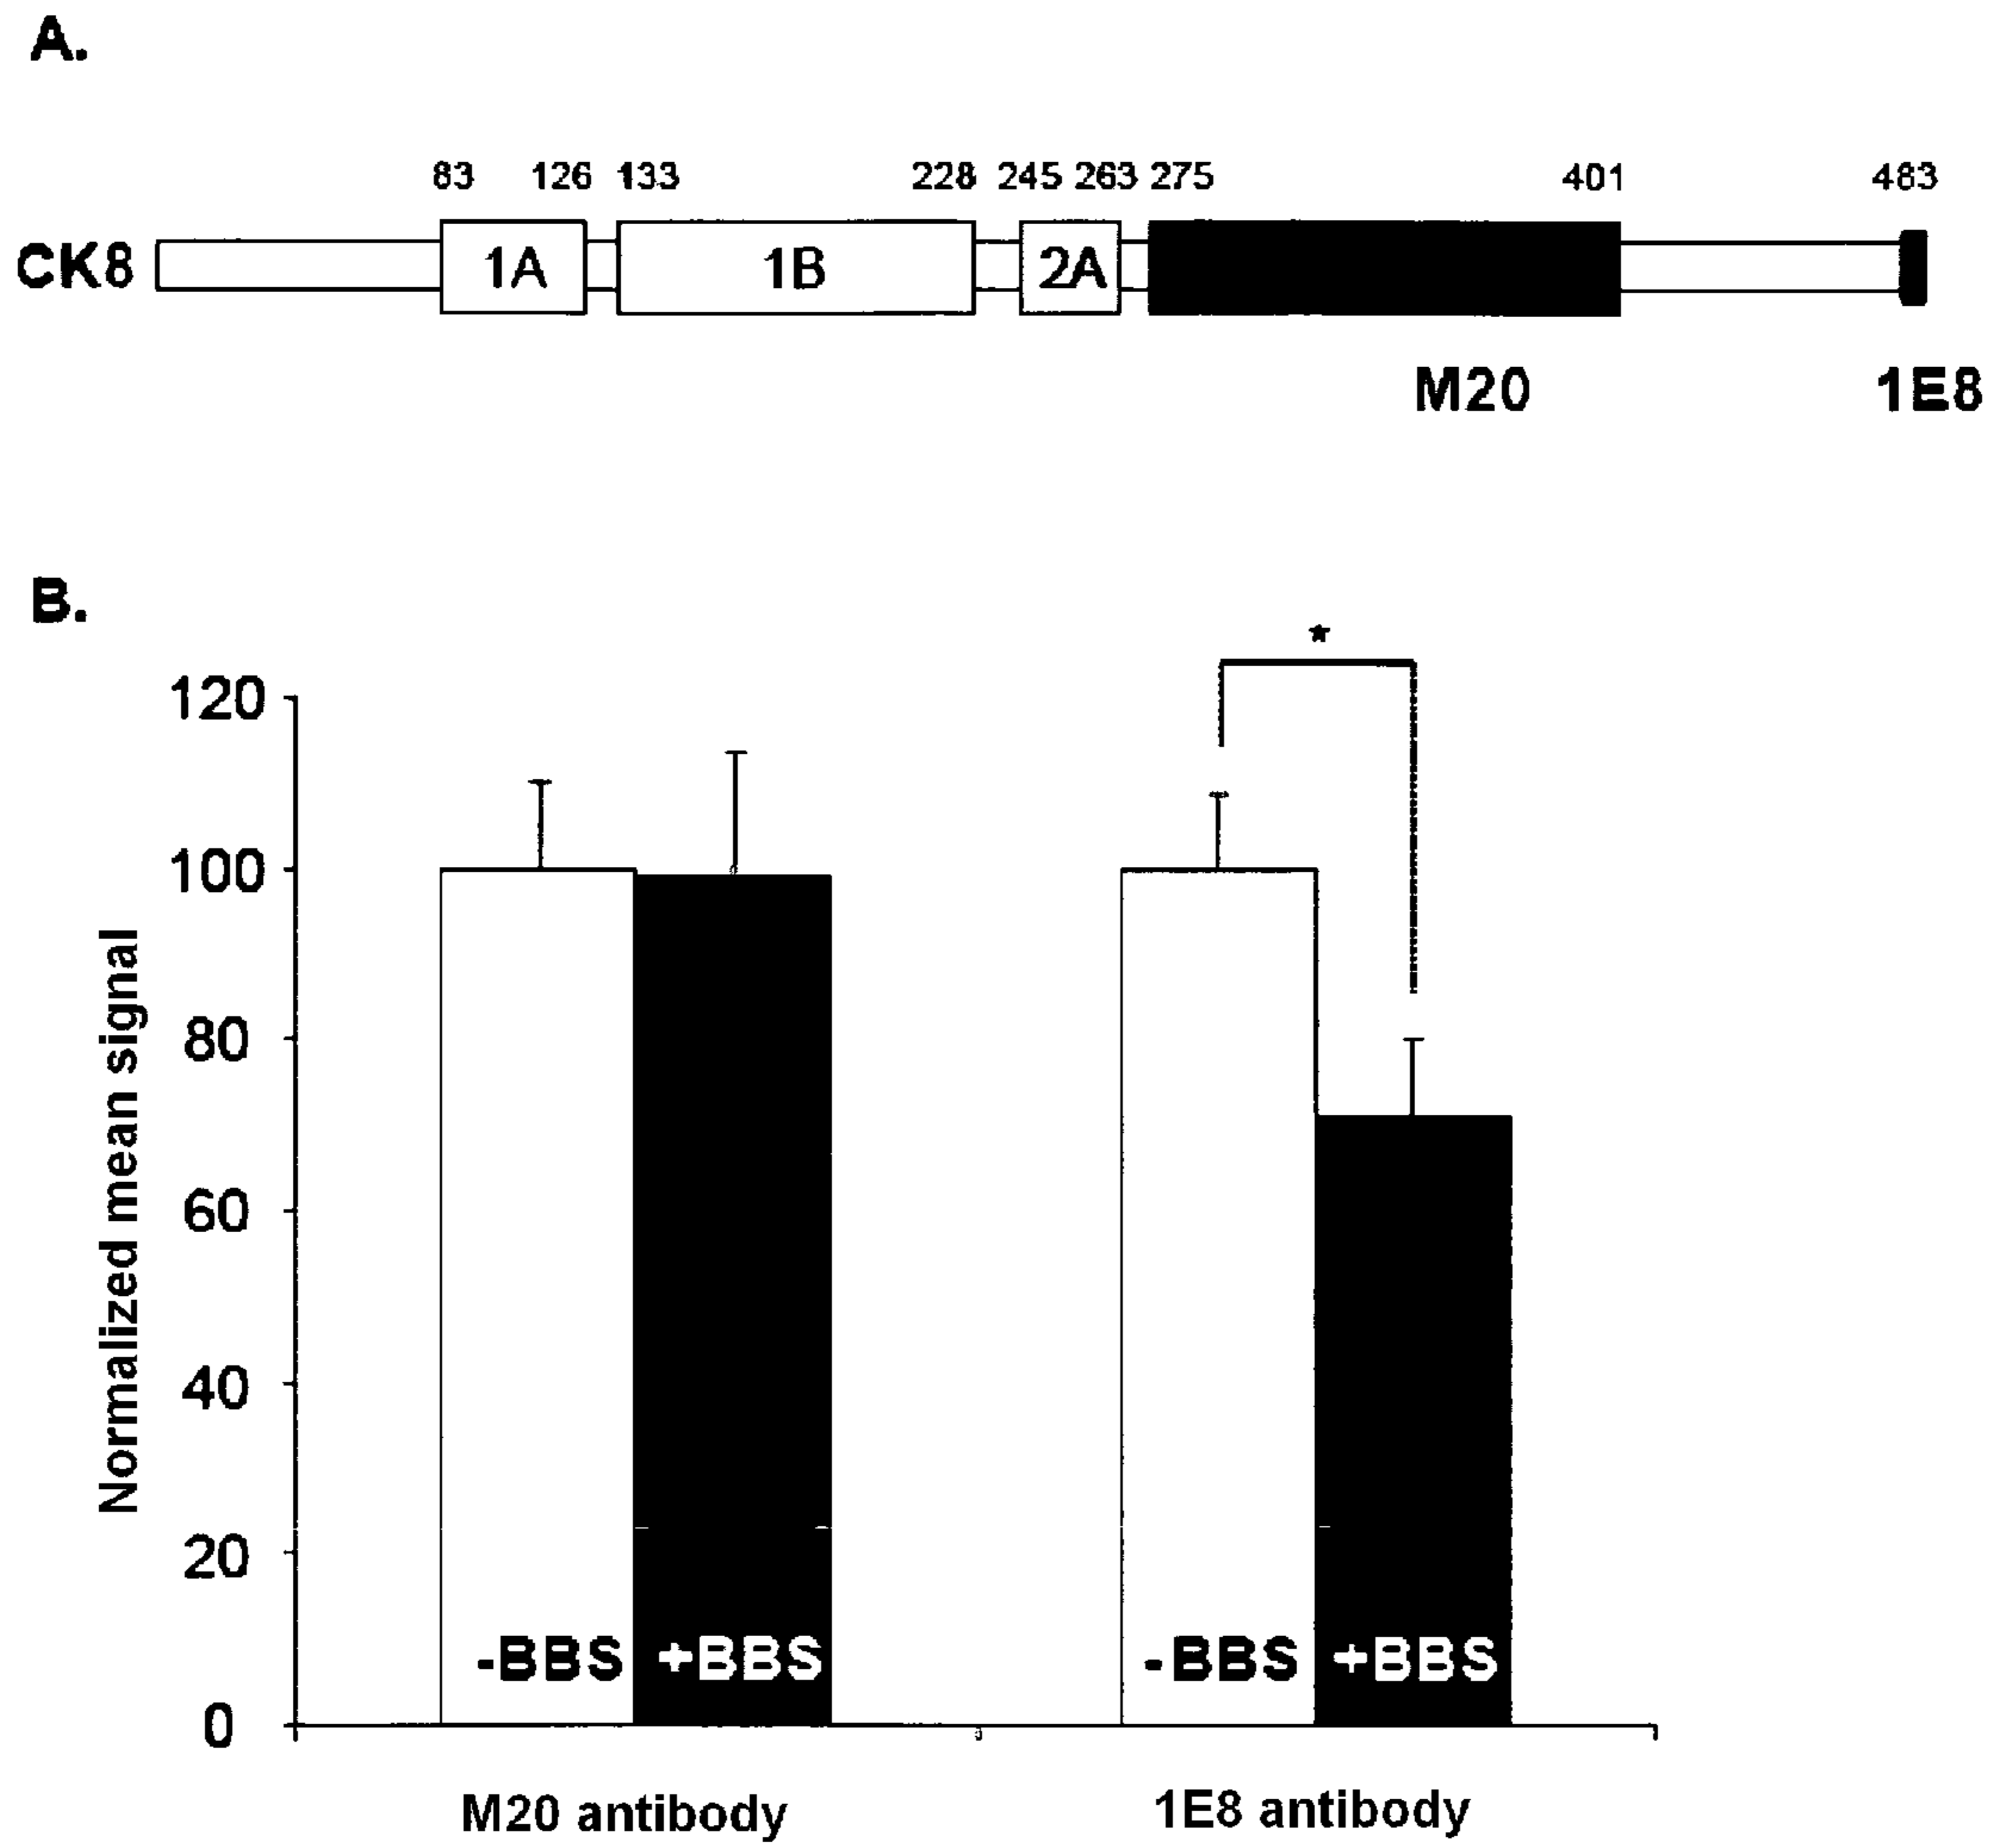 A.
83 126 133 228 245 263 275 401 483
CK8 1A 1B 2A
M20 1E8
B.
*
120
100
80
60
40
20
0
Normalized mean signal
-BBS +BBS -BBS +BBS
M20 antibody 1E8 antibody